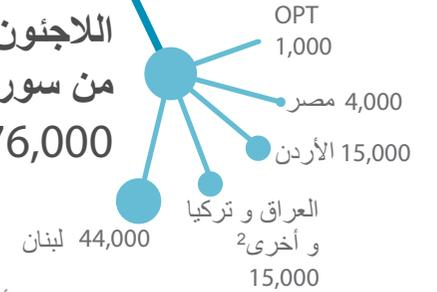 اللاجئون
من سور
76,000
OPT
1,000
مصر 4,000
الأردن 15,000
العراق و تركيا
و أخرى²
15,000
لبنان 44,000